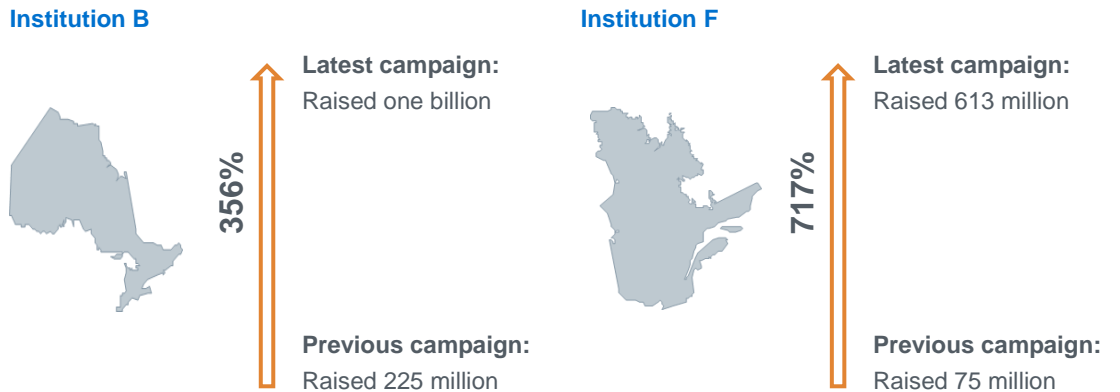 Institution B
Latest campaign:
Raised one billion
356%
Previous campaign:
Raised 225 million
Institution F
Latest campaign:
Raised 613 million
717%
Previous campaign:
Raised 75 million